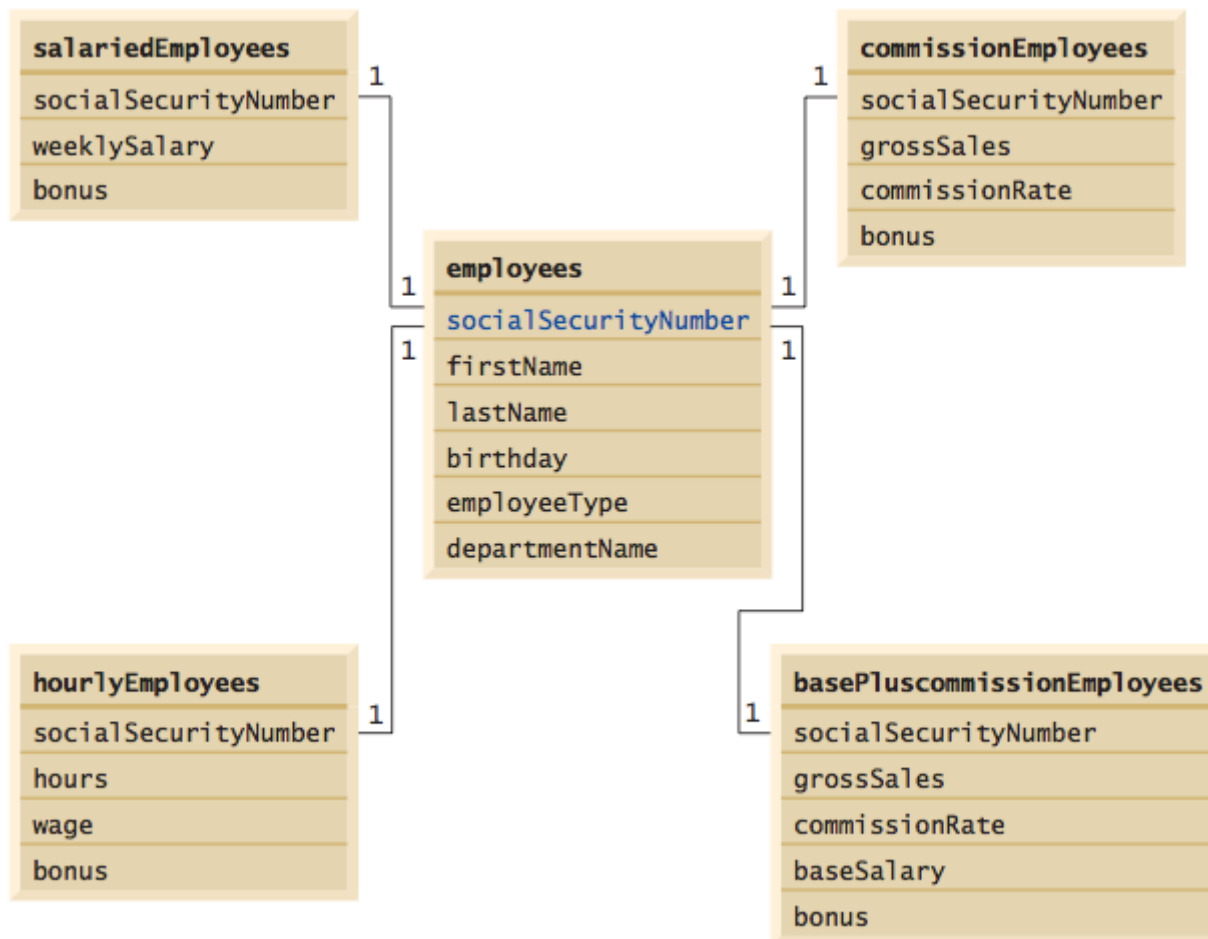 salariedEmployees
socialSecurityNumber
weeklySalary
bonus
1
1
commissionEmployees
socialSecurityNumber
grossSales
commissionRate
bonus
1
1
employees
socialSecurityNumber
firstName
lastName
birthday
employeeType
departmentName
1
1
hourlyEmployees
socialSecurityNumber
hours
wage
bonus
1
1
basePluscommissionEmployees
socialSecurityNumber
grossSales
commissionRate
baseSalary
bonus